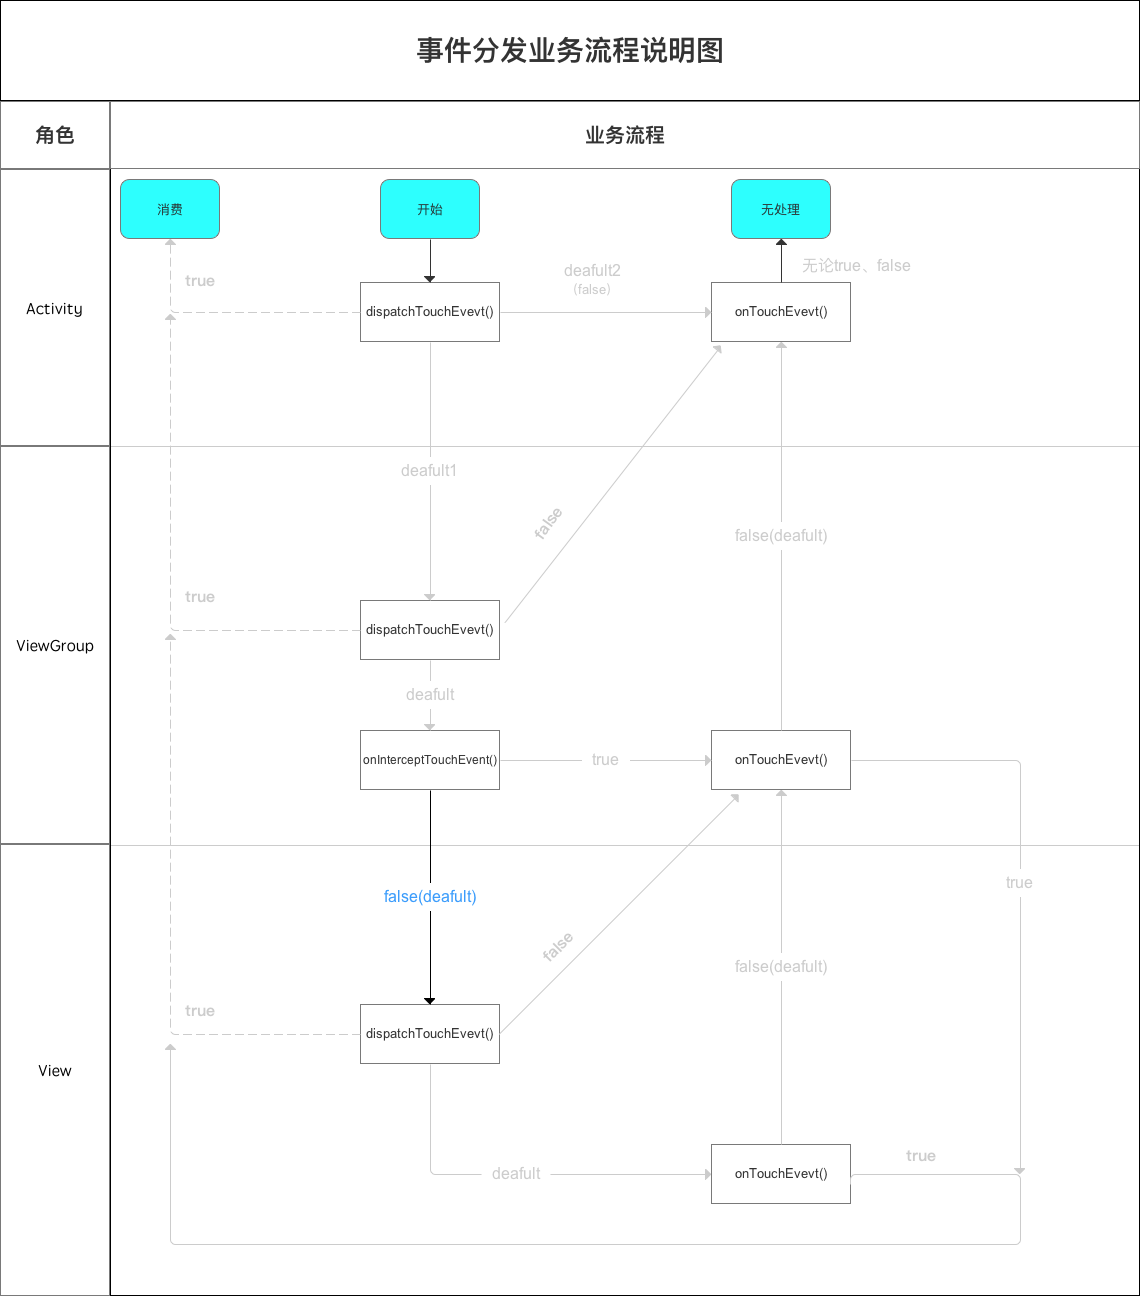 事件分发业务流程说明图
角色
业务流程
消费
开始
无处理
true
deafult2
（false）
无论true、false
Activity
dispatchTouchEvevt()
onTouchEvevt()
deafult1
false
false(deafult)
true
dispatchTouchEvevt()
ViewGroup
deafult
onInterceptTouchEvent()
true
onTouchEvevt()
true
false(deafult)
false
false(deafult)
true
dispatchTouchEvevt()
View
deafult
onTouchEvevt()
true